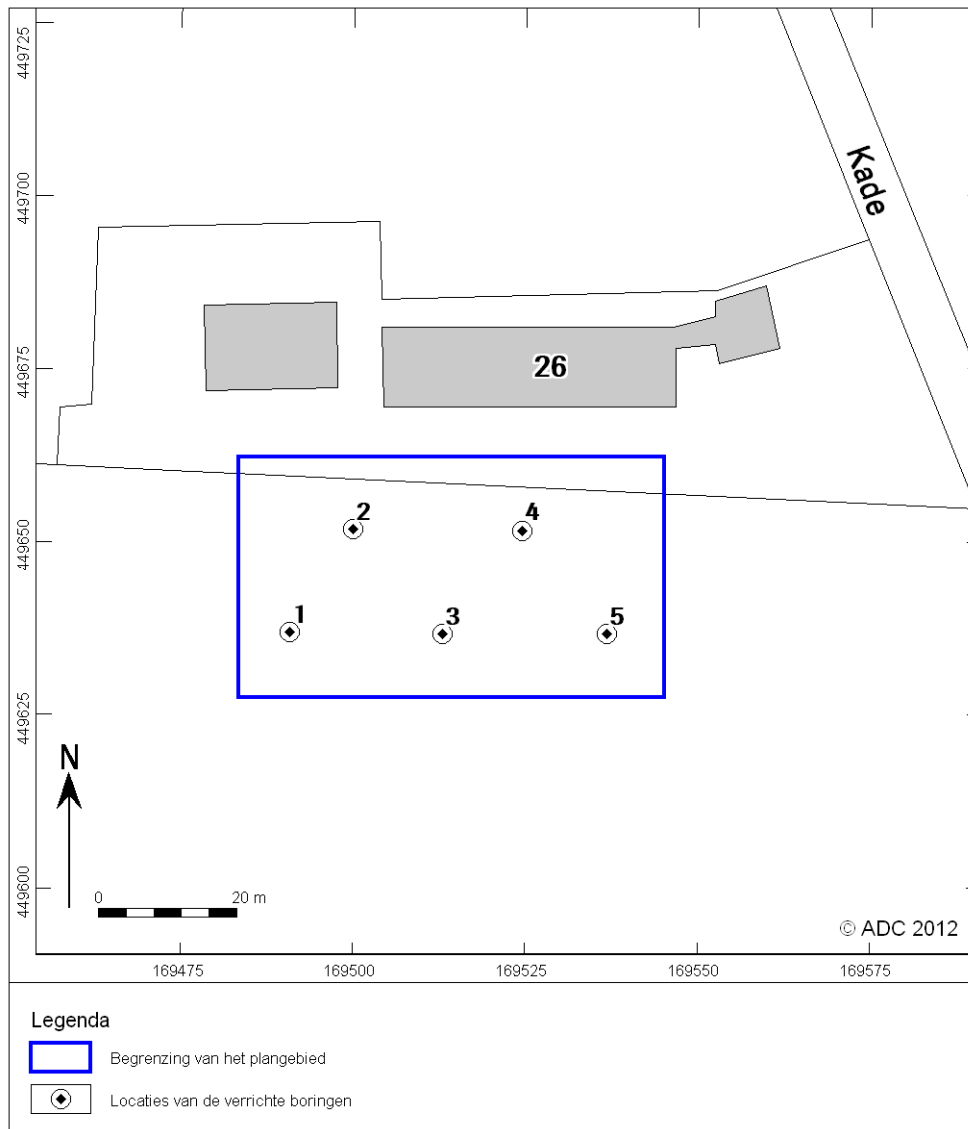 449725
Kade
449700
449675
26
449650
2
4
1
3
5
449625
N
449600
0
20 m
© ADC 2012
169475
169500
169525
169550
169575
Legenda
Begrenzing van het plangebied
Locaties van de verrichte boringen